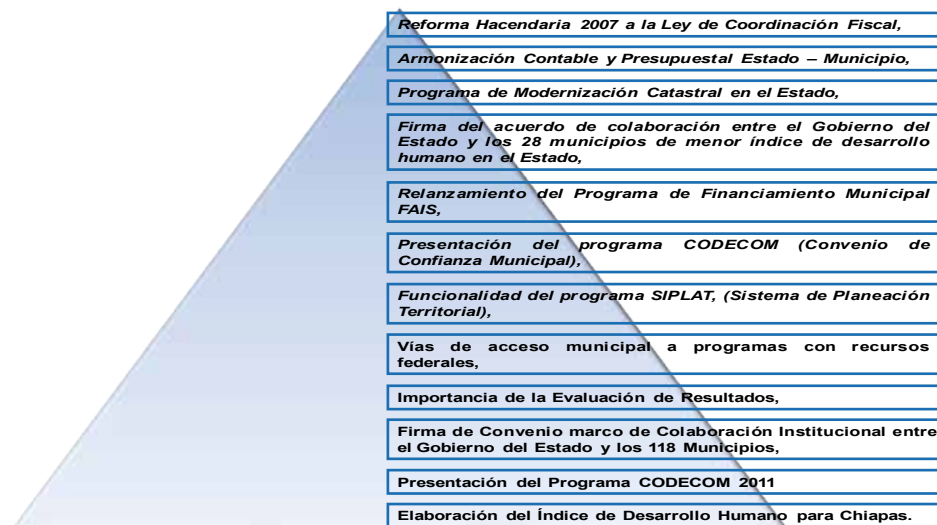 Reforma Hacendaria 2007 a la Ley de Coordinación Fiscal,
Armonización Contable y Presupuestal Estado – Municipio,
Programa de Modernización Catastral en el Estado,
Firma del acuerdo de colaboración entre el Gobierno del
Estado y los 28 municipios de menor índice de desarrollo
humano en el Estado,
Relanzamiento del Programa de Financiamiento Municipal
FAIS,
Presentación del programa CODECOM (Convenio de
Confianza Municipal),
Funcionalidad del programa SIPLAT, (Sistema de Planeación
Territorial),
Vías de acceso municipal a programas con recursos
federales,
Importancia de la Evaluación de Resultados,
Firma de Convenio marco de Colaboración Institucional entre
el Gobierno del Estado y los 118 Municipios,
Presentación del Programa CODECOM 2011
Elaboración del Índice de Desarrollo Humano para Chiapas.